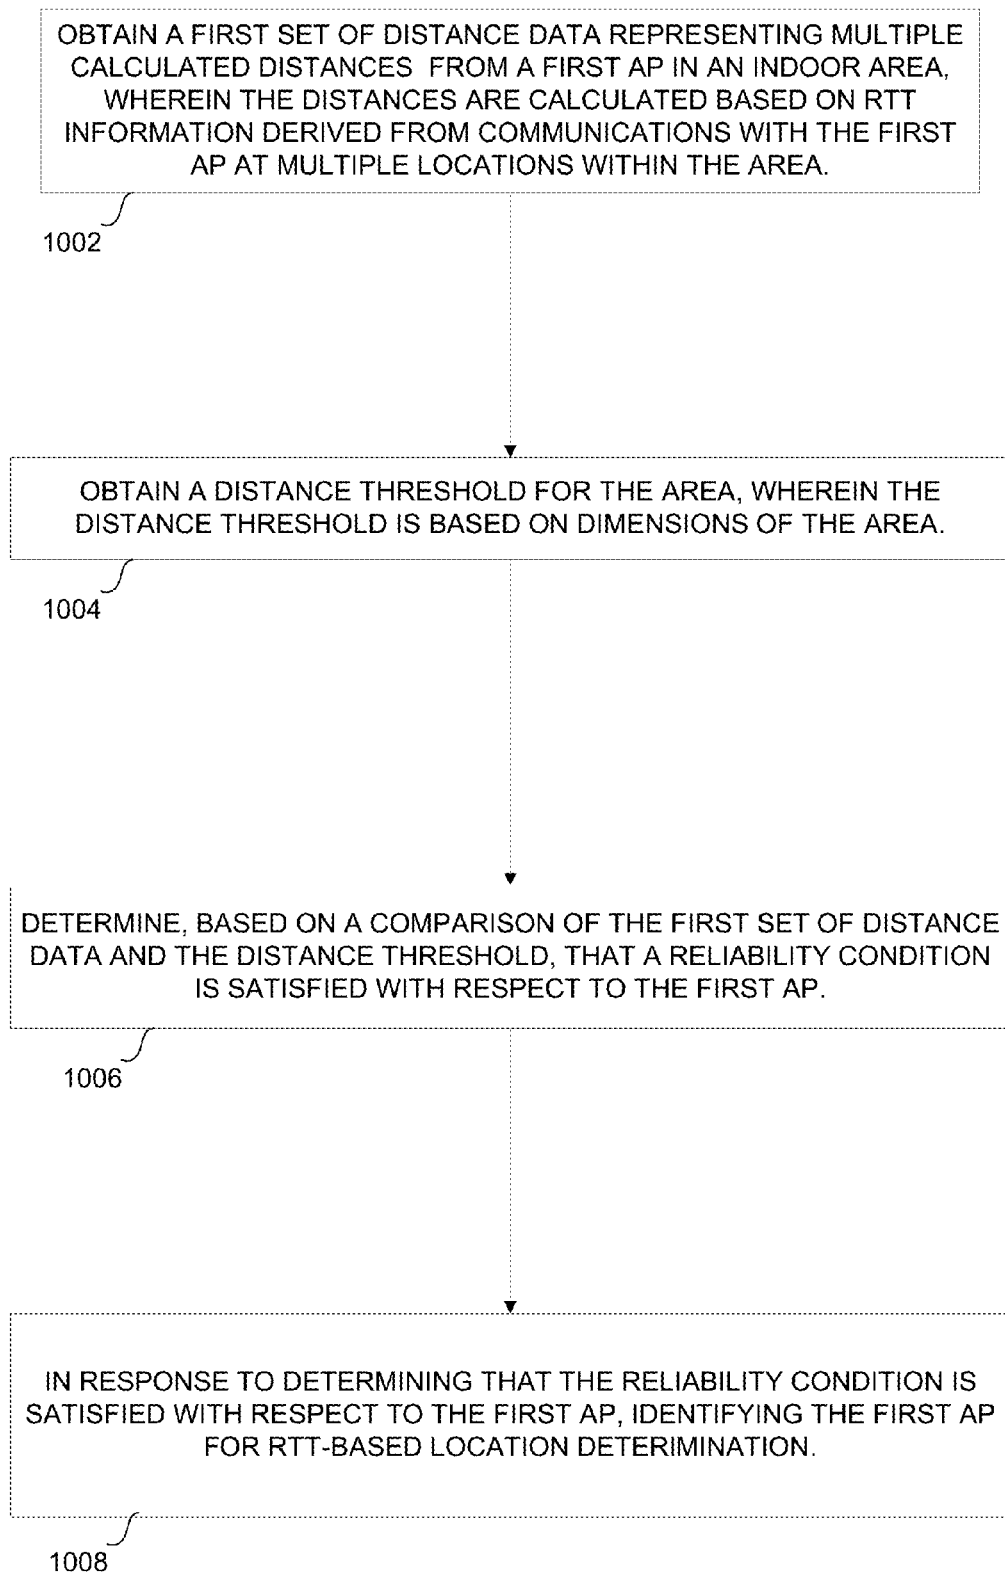 OBTAIN A FIRST SET OF DISTANCE DATA REPRESENTING MULTIPLE
CALCULATED DISTANCES FROM A FIRST AP IN AN INDOOR AREA,
WHEREIN THE DISTANCES ARE CALCULATED BASED ON RTT
INFORMATION DERIVED FROM COMMUNICATIONS WITH THE FIRST
AP AT MULTIPLE LOCATIONS WITHIN THE AREA.
1002
OBTAIN A DISTANCE THRESHOLD FOR THE AREA, WHEREIN THE
DISTANCE THRESHOLD IS BASED ON DIMENSIONS OF THE AREA.
1004
DETERMINE, BASED ON A COMPARISON OF THE FIRST SET OF DISTANCE
DATA AND THE DISTANCE THRESHOLD, THAT A RELIABILITY CONDITION
IS SATISFIED WITH RESPECT TO THE FIRST AP.
1006
IN RESPONSE TO DETERMINING THAT THE RELIABILITY CONDITION IS
SATISFIED WITH RESPECT TO THE FIRST AP, IDENTIFYING THE FIRST AP
FOR RTT-BASED LOCATION DETERIMINATION.
1008